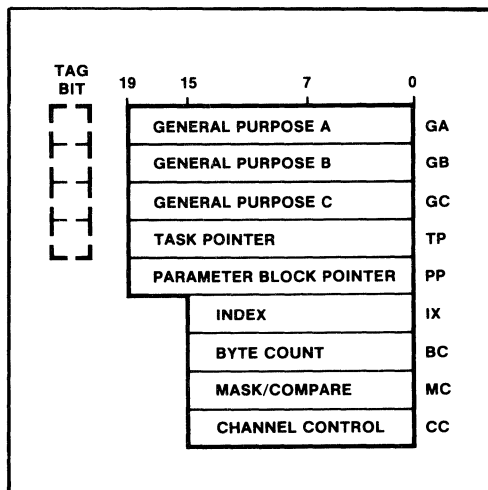 TAG
BIT
19 15 7 0
GENERAL PURPOSE A GA
GENERAL PURPOSE B GB
GENERAL PURPOSE C GC
TASK POINTER TP
PARAMETER BLOCK POINTER PP
INDEX IX
BYTE COUNT BC
MASK/COMPARE MC
CHANNEL CONTROL CC